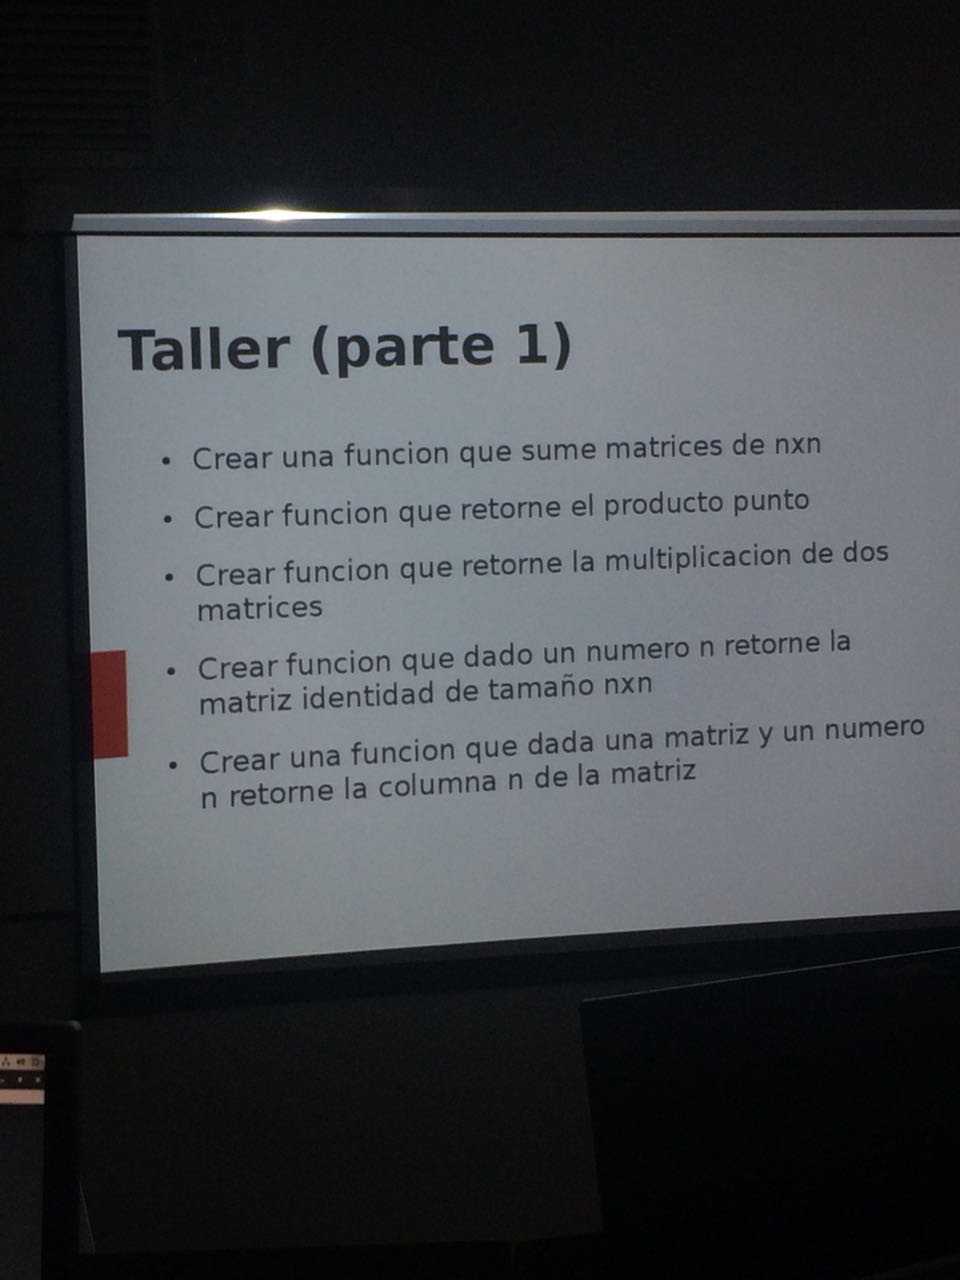 Taller (parte 1)
• Crear una funcion que sume matrices de nxn
• Crear funcion que retorne el producto punto
• Crear funcion que retorne la multiplicacion de dos
matrices
• Crear funcion que dado un numero n retorne la
matriz identidad de tamaño nxn
• Crear una funcion que dada una matriz y un numero
n retorne la columna n de la matriz